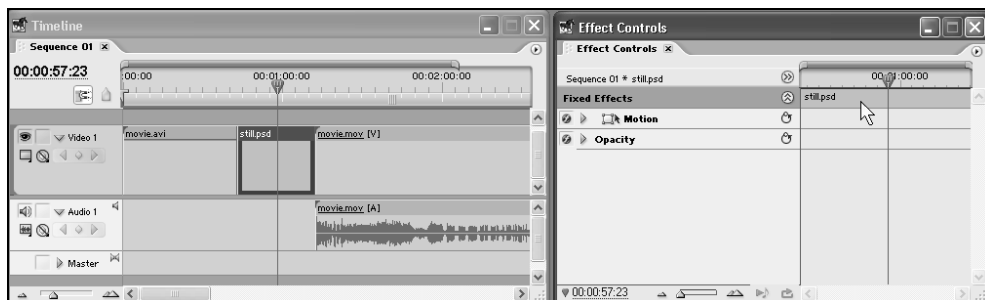 Timeline
Sequence 01
00:00:57:23
:00:00
00:01:00:00
00:02:00:00
Video 1
movie.avi
still.psd
movie.mov [V]
Audio 1
movie.mov [A]
Master
Effect Controls
Effect Controls
Sequence 01 * still.psd
00:01:00:00
Fixed Effects
still.psd
Motion
Opacity
00:00:57:23